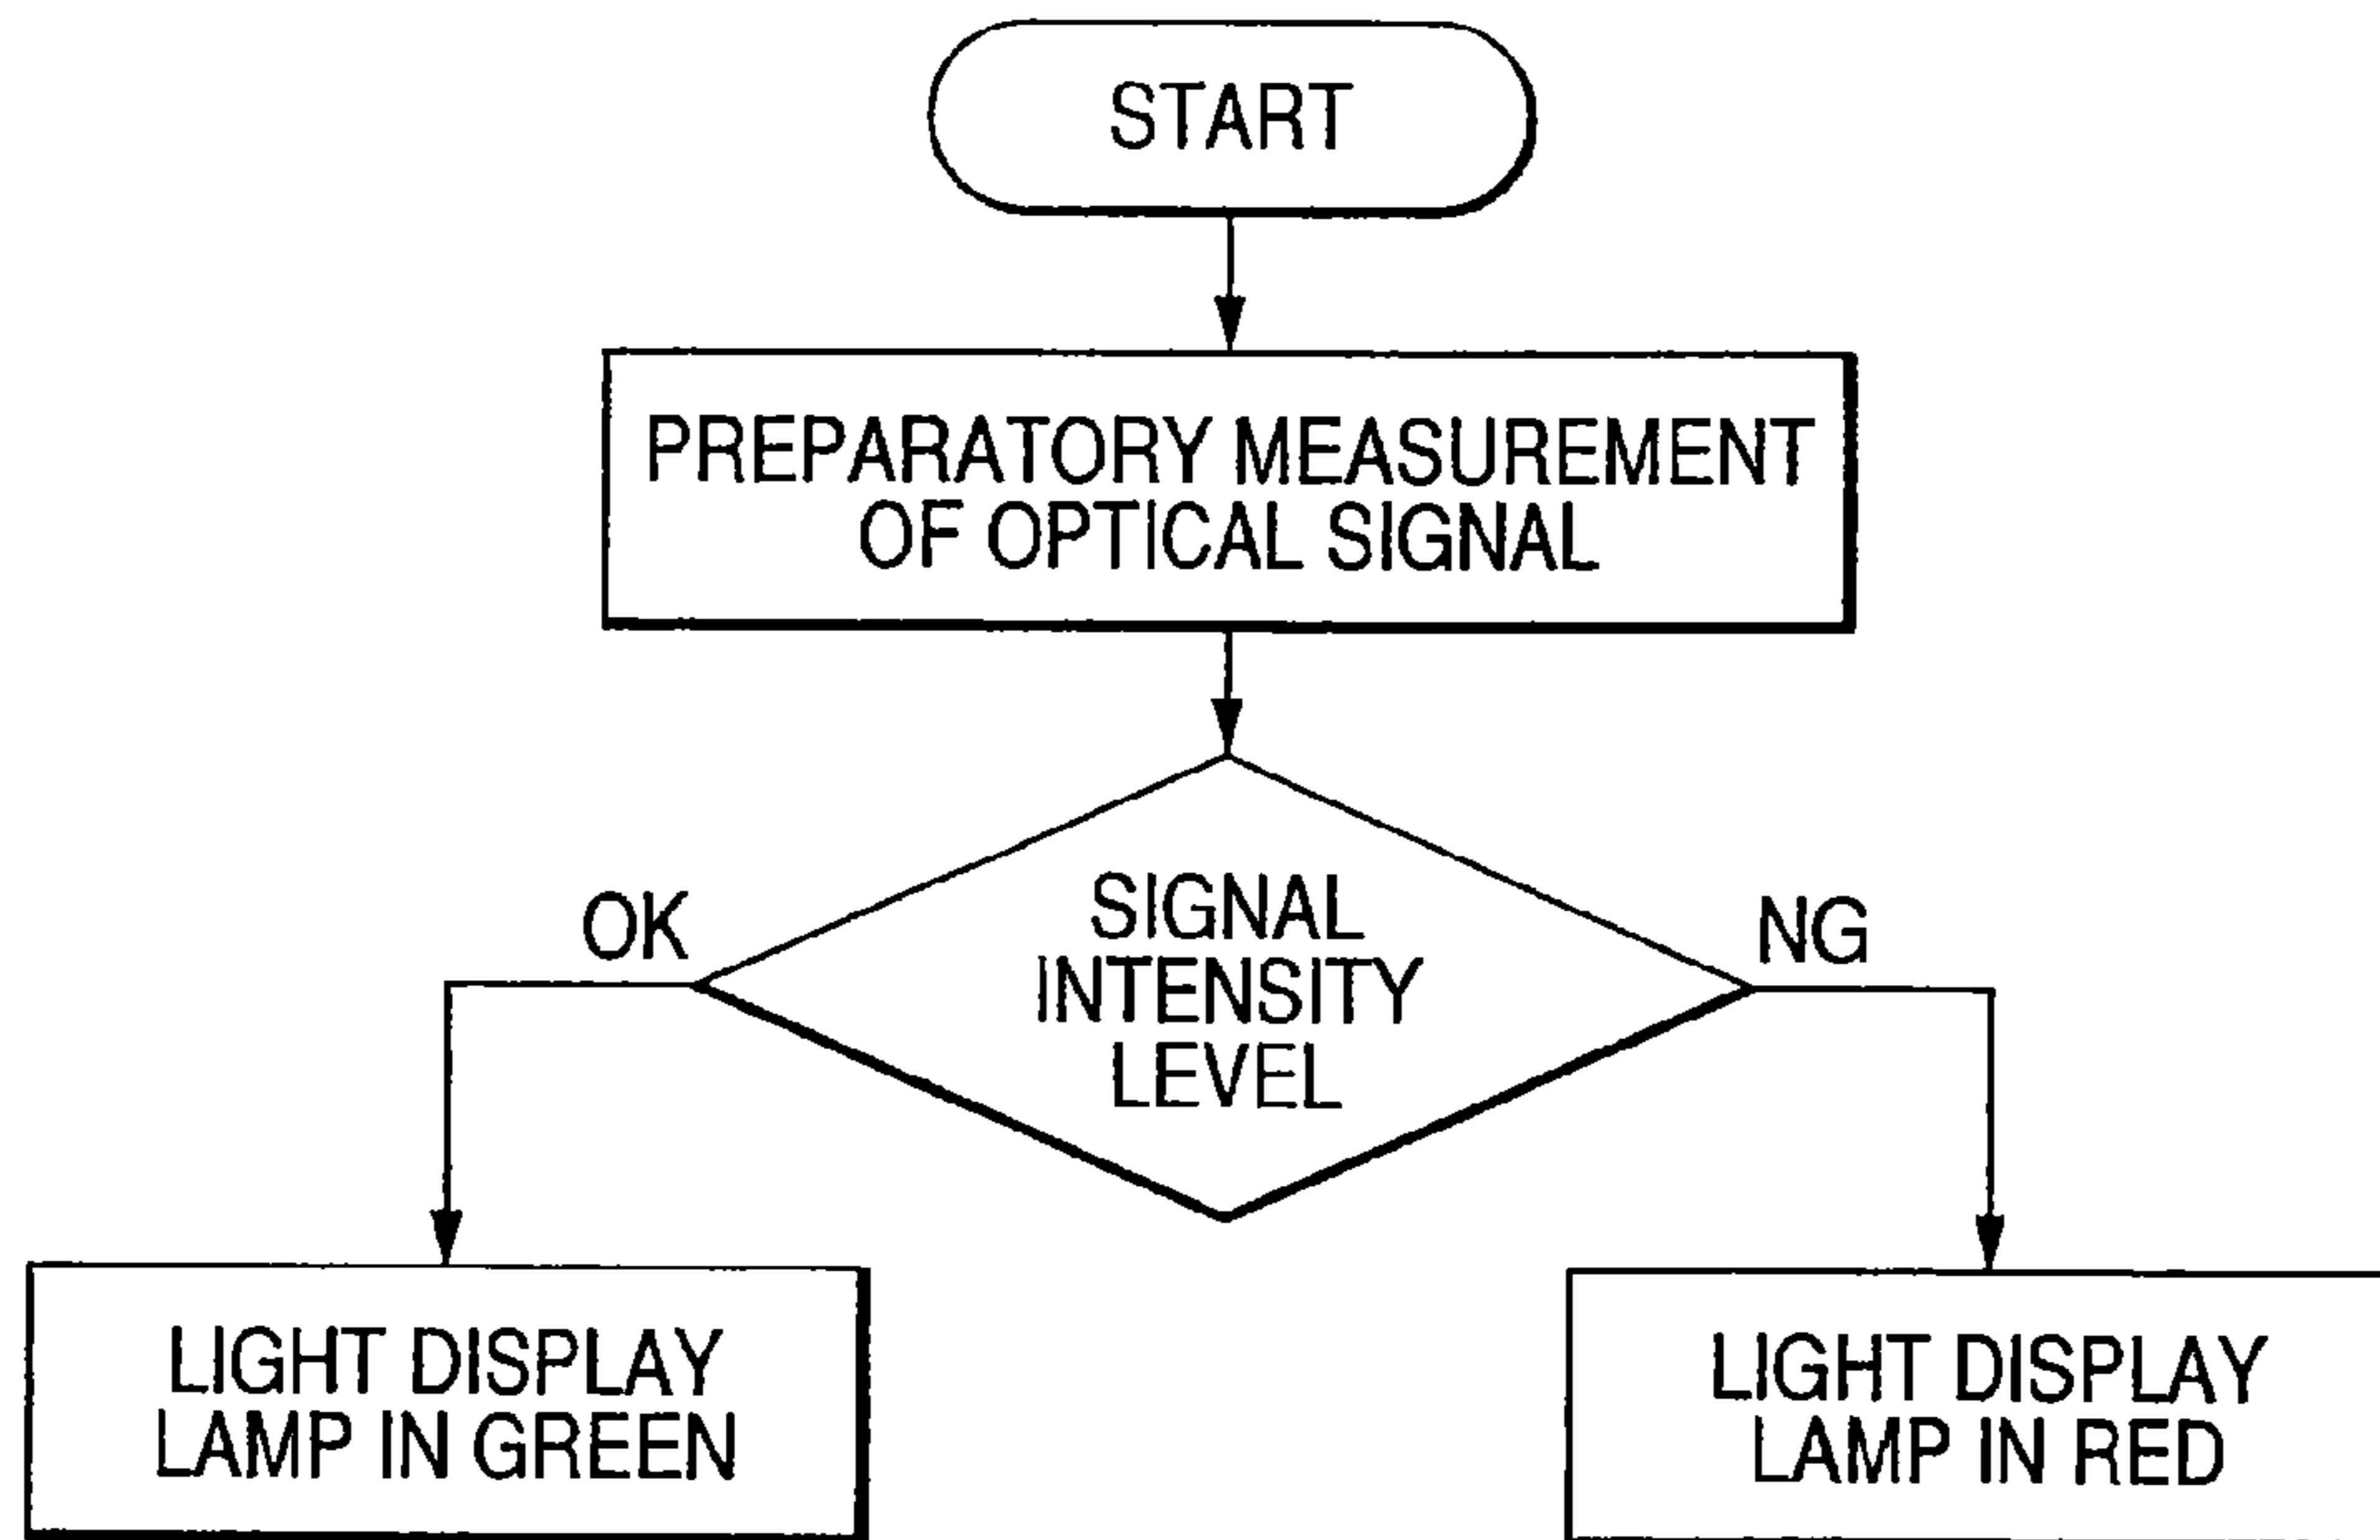 START
PREPARATORY MEASUREMENT
OF OPTICAL SIGNAL
OK
SIGNAL
INTENSITY
LEVEL
NG
LIGHT DISPLAY
LAMP IN GREEN
LIGHT DISPLAY
LAMP IN RED